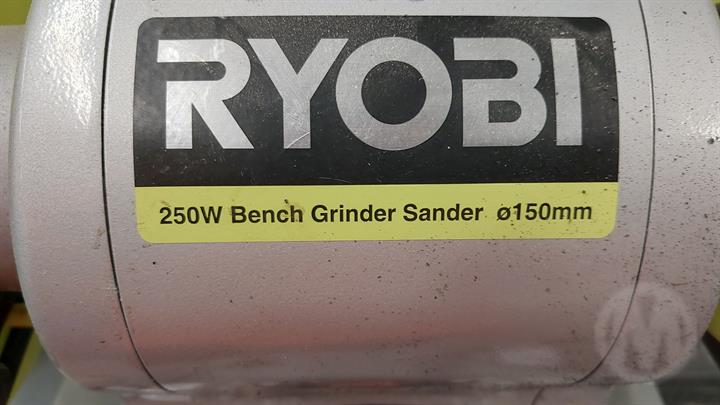 RYOBI
250W Bench Grinder Sander ø150mm
M